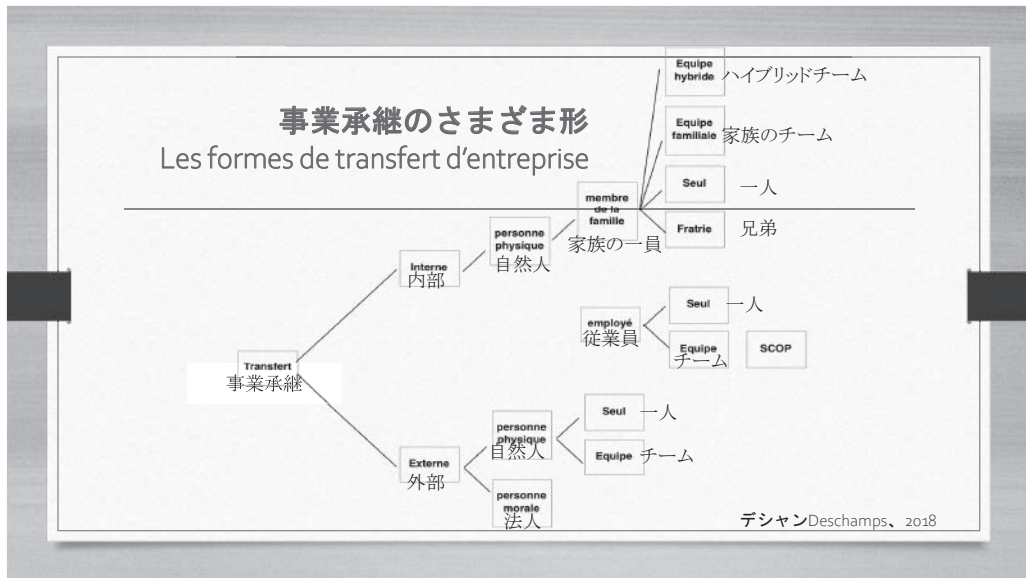 事業承継のさまざま形
Les formes de transfert d'entreprise
Equipe
hybride
ハイブリッドチーム
Equipe
familiale
家族のチーム
Seul
一人
Fratrie
兄弟
membre
de la
famille
家族の一員
personne
physique
自然人
Interne
内部
employé
従業員
Seul
一人
Equipe
チーム
SCOP
Transfert
事業承継
Externe
外部
personne
physique
自然人
Seul
一人
Equipe
チーム
personne
morale
法人
デシャンDeschamps、2018